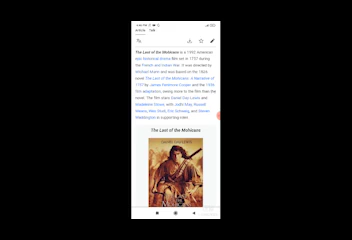 Article Talk
The Last of the Mohicans is a 1992 American
epic historical drama film set in 1757 during
the French and Indian War. It was directed by
Michael Mann and was based on the 1826
novel The Last of the Mohicans: A Narrative of
1757 by James Fenimore Cooper and the 1936
film adaptation, owing more to the film than the
novel. The film stars Daniel Day-Lewis and
Madeleine Stowe, with Jodhi May, Russell
Means, Wes Studi, Eric Schweig, and Steven
Waddington in supporting roles.
The Last of the Mohicans